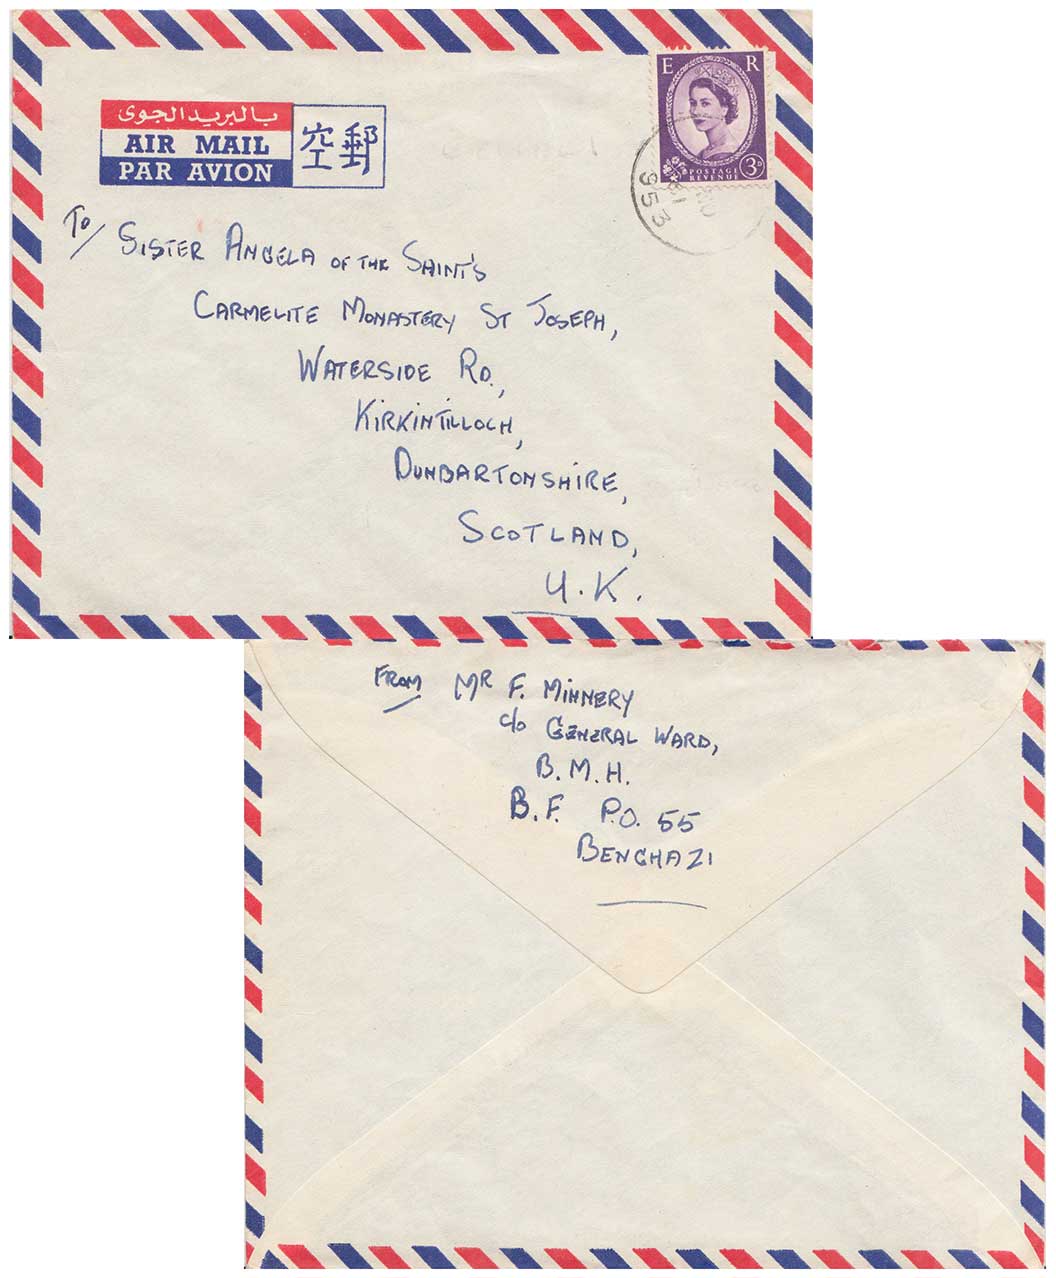 بالبريد الجوى
AIR MAIL
PAR AVION
空郵
E R
POSTAGE
REVENUE
3D
953
To/ SISTER ANGELA OF THE SAINT'S
CARMELITE MONASTERY ST JOSEPH,
WATERSIDE RD.,
KIRKINTILLOCH,
DUNBARTONSHIRE,
SCOTLAND,
U.K.
FROM MR F. MINNERY
c/o GENERAL WARD,
B.M.H.
B.F. P.O. 55
BENGHAZI